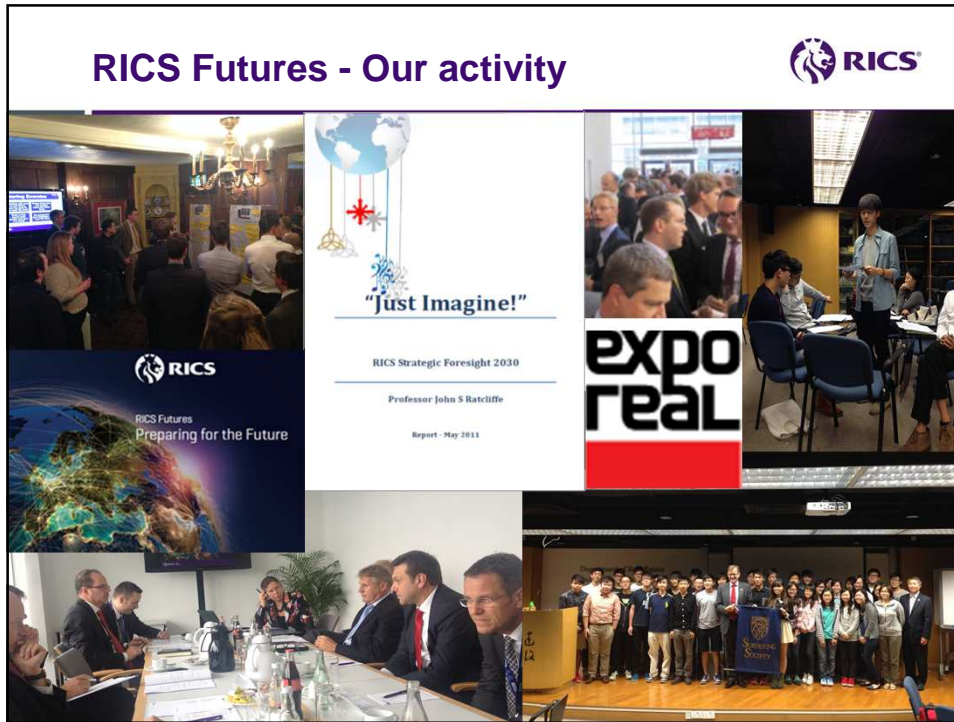 RICS Futures - Our activity
RICS
"Just Imagine!"
RICS Strategic Foresight 2030
Professor John S Ratcliffe
Report - May 2011
expo
real
RICS
RICS Futures
Preparing for the Future
SURVEYING
SOCIETY